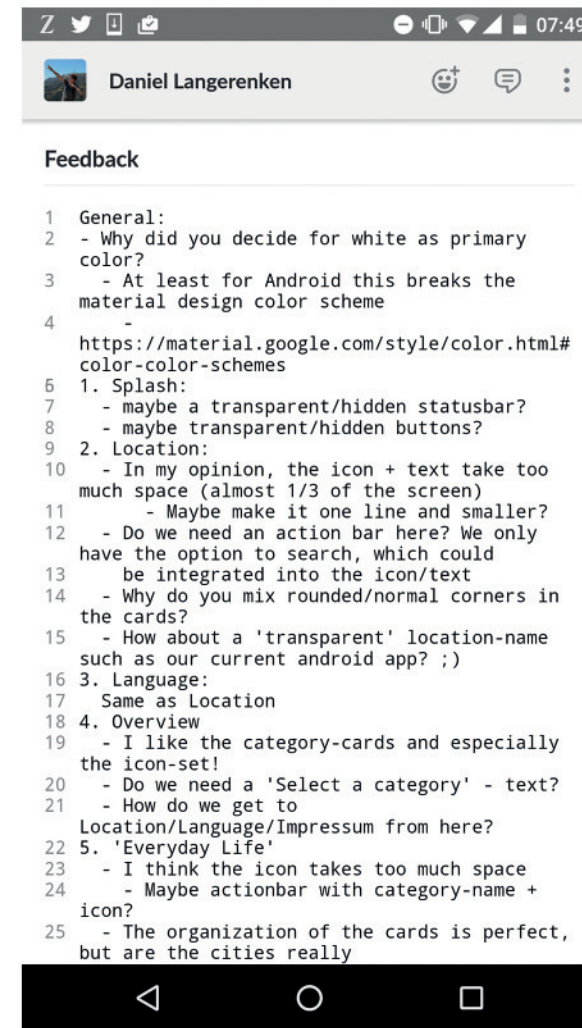 07:49
Daniel Langerenken
Feedback
1 General:
2 - Why did you decide for white as primary
color?
3 - At least for Android this breaks the
material design color scheme
4 -
https://material.google.com/style/color.html#
color-color-schemes
6 1. Splash:
7 - maybe a transparent/hidden statusbar?
8 - maybe transparent/hidden buttons?
9 2. Location:
10 - In my opinion, the icon + text take too
much space (almost 1/3 of the screen)
11 - Maybe make it one line and smaller?
12 - Do we need an action bar here? We only
have the option to search, which could
13 be integrated into the icon/text
14 - Why do you mix rounded/normal corners in
the cards?
15 - How about a 'transparent' location-name
such as our current android app? ;)
16 3. Language:
17 Same as Location
18 4. Overview
19 - I like the category-cards and especially
the icon-set!
20 - Do we need a 'Select a category' - text?
21 - How do we get to
Location/Language/Impressum from here?
22 5. 'Everyday Life'
23 - I think the icon takes too much space
24 - Maybe actionbar with category-name +
icon?
25 - The organization of the cards is perfect,
but are the cities really